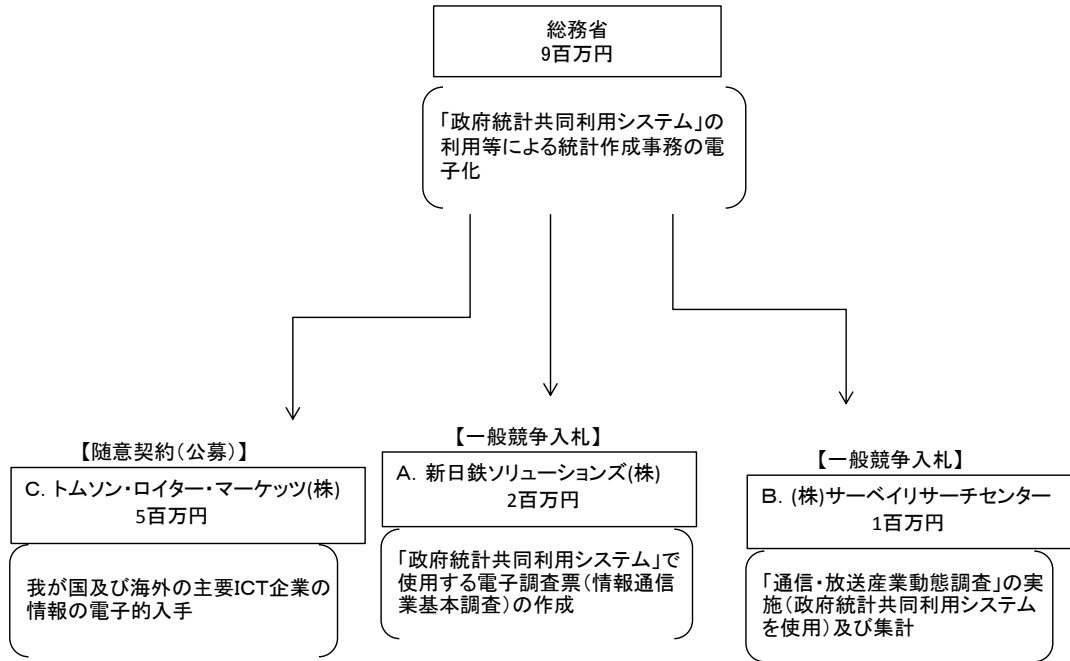 総務省
9百万円
「政府統計共同利用システム」の
利用等による統計作成事務の電
子化
【随意契約(公募)】
C. トムソン・ロイター・マーケッツ(株)
5百万円
我が国及び海外の主要ICT企業の
情報の電子的入手
【一般競争入札】
A. 新日鉄ソリューションズ(株)
2百万円
「政府統計共同利用システム」で
使用する電子調査票(情報通信
業基本調査)の作成
【一般競争入札】
B. (株)サーベイリサーチセンター
1百万円
「通信・放送産業動態調査」の実
施(政府統計共同利用システム
を使用)及び集計